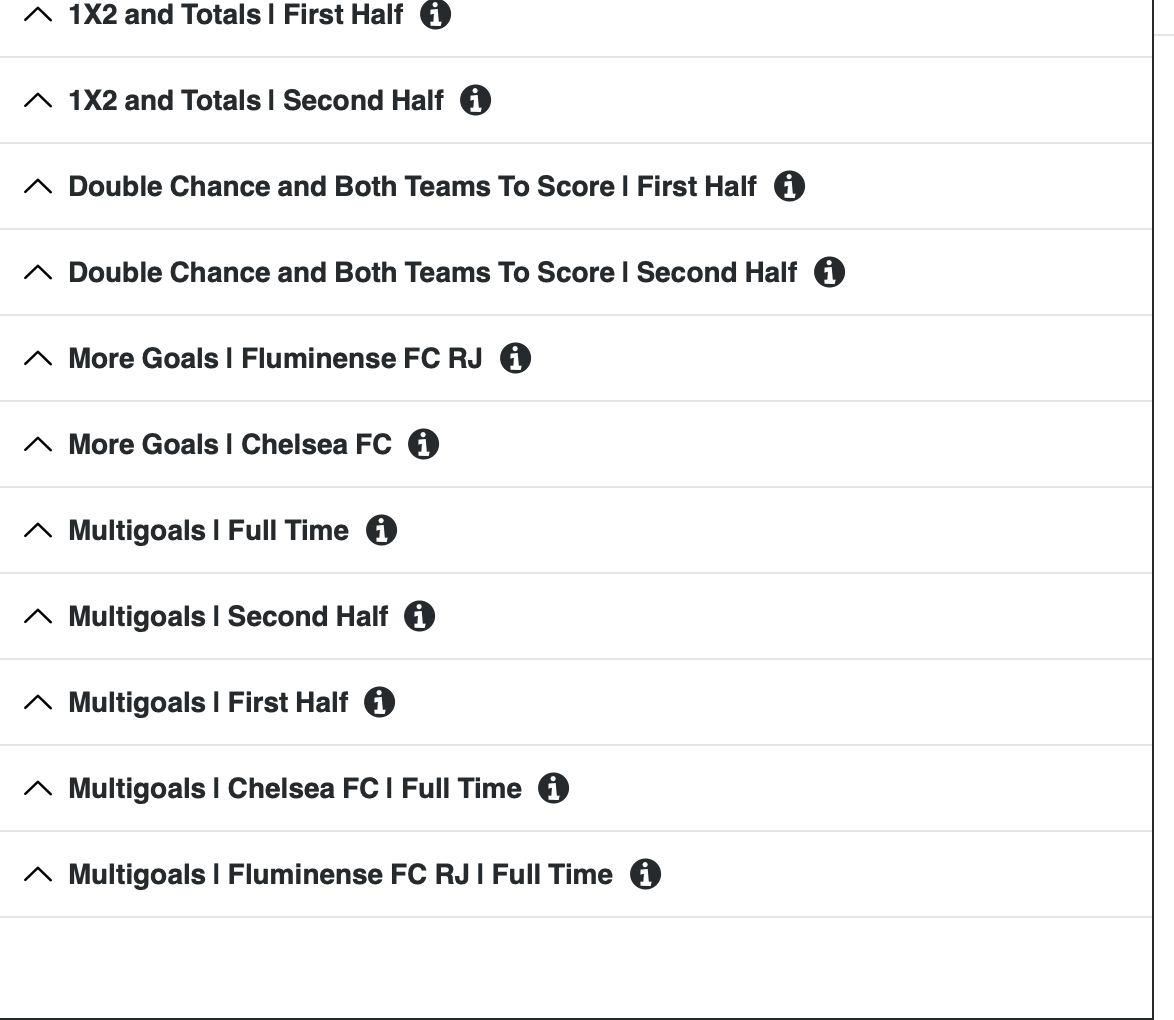 1X2 and Totals | First Half
1X2 and Totals | Second Half
Double Chance and Both Teams To Score | First Half
Double Chance and Both Teams To Score | Second Half
More Goals | Fluminense FC RJ
More Goals | Chelsea FC
Multigoals | Full Time
Multigoals | Second Half
Multigoals | First Half
Multigoals | Chelsea FC | Full Time
Multigoals | Fluminense FC RJ | Full Time